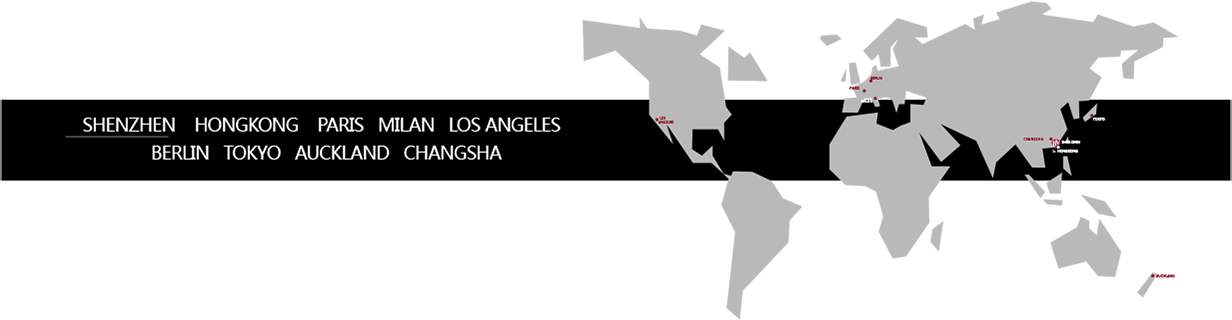 SHENZHEN HONGKONG PARIS MILAN LOS ANGELES
BERLIN TOKYO AUCKLAND CHANGSHA
BERLIN
PARIS
LOS
ANGELES
TOKYO
CHANGSHA
SHENZHEN
HONGKONG
AUCKLAND